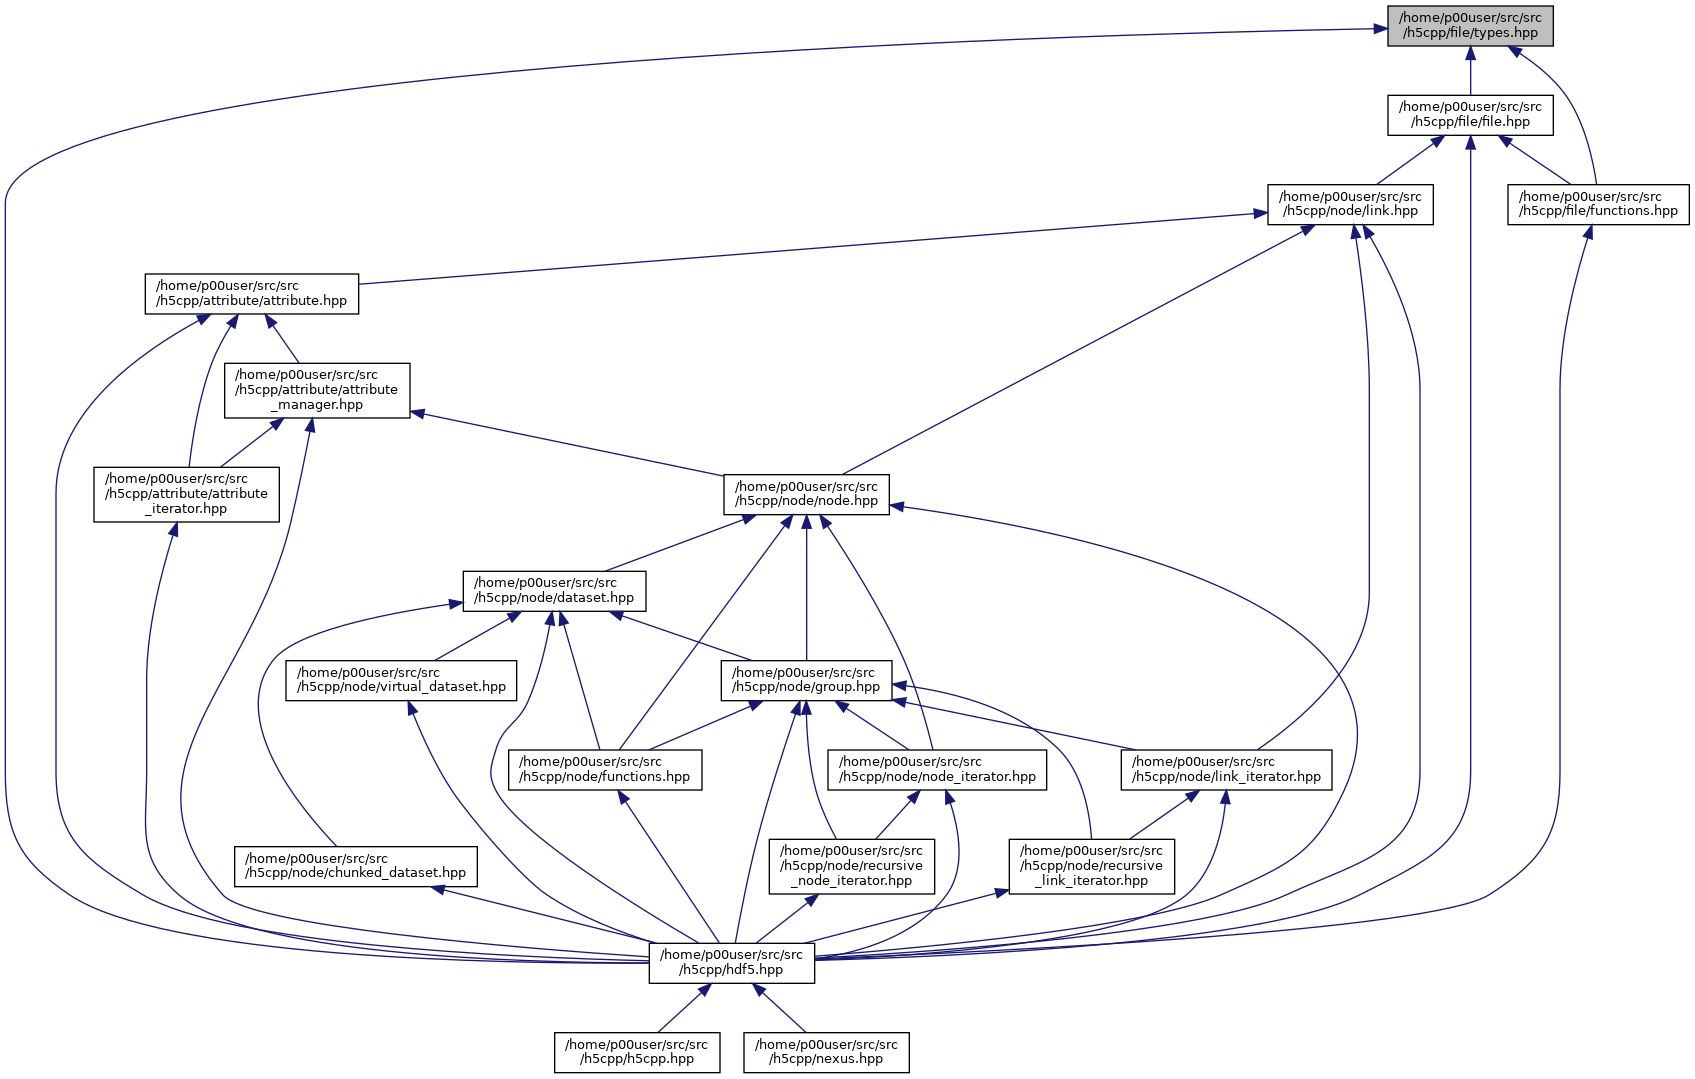 /home/p00user/src/src
/h5cpp/file/types.hpp
/home/p00user/src/src
/h5cpp/file/file.hpp
/home/p00user/src/src
/h5cpp/node/link.hpp
/home/p00user/src/src
/h5cpp/file/functions.hpp
/home/p00user/src/src
/h5cpp/attribute/attribute.hpp
/home/p00user/src/src
/h5cpp/attribute/attribute
_manager.hpp
/home/p00user/src/src
/h5cpp/attribute/attribute
_iterator.hpp
/home/p00user/src/src
/h5cpp/node/node.hpp
/home/p00user/src/src
/h5cpp/node/dataset.hpp
/home/p00user/src/src
/h5cpp/node/virtual_dataset.hpp
/home/p00user/src/src
/h5cpp/node/group.hpp
/home/p00user/src/src
/h5cpp/node/functions.hpp
/home/p00user/src/src
/h5cpp/node/node_iterator.hpp
/home/p00user/src/src
/h5cpp/node/link_iterator.hpp
/home/p00user/src/src
/h5cpp/node/chunked_dataset.hpp
/home/p00user/src/src
/h5cpp/node/recursive
_node_iterator.hpp
/home/p00user/src/src
/h5cpp/node/recursive
_link_iterator.hpp
/home/p00user/src/src
/h5cpp/hdf5.hpp
/home/p00user/src/src
/h5cpp/h5cpp.hpp
/home/p00user/src/src
/h5cpp/nexus.hpp